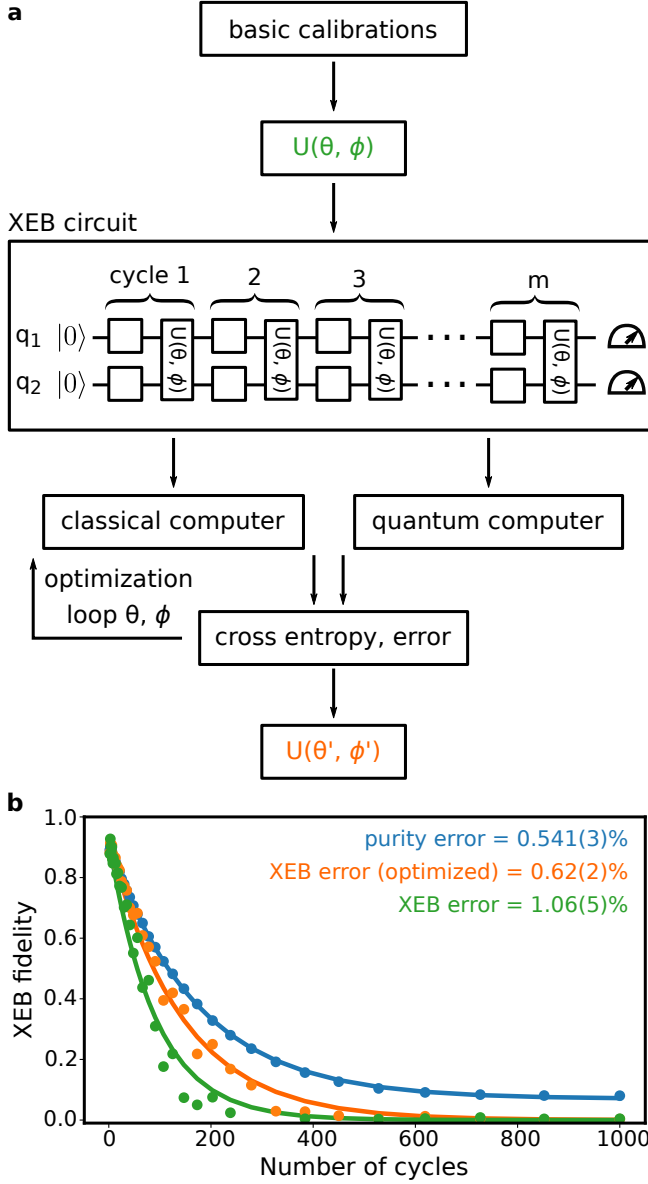 a
basic calibrations
U(θ, ϕ)
XEB circuit
cycle 1 2 3 m
q1 |0⟩ U(θ, ϕ) U(θ, ϕ) U(θ, ϕ) ··· U(θ, ϕ)
q2 |0⟩ ···
classical computer quantum computer
optimization
loop θ, ϕ
cross entropy, error
U(θ', ϕ')
b
purity error = 0.541(3)%
XEB error (optimized) = 0.62(2)%
XEB error = 1.06(5)%
XEB fidelity
1.0
0.8
0.6
0.4
0.2
0.0
0 200 400 600 800 1000
Number of cycles